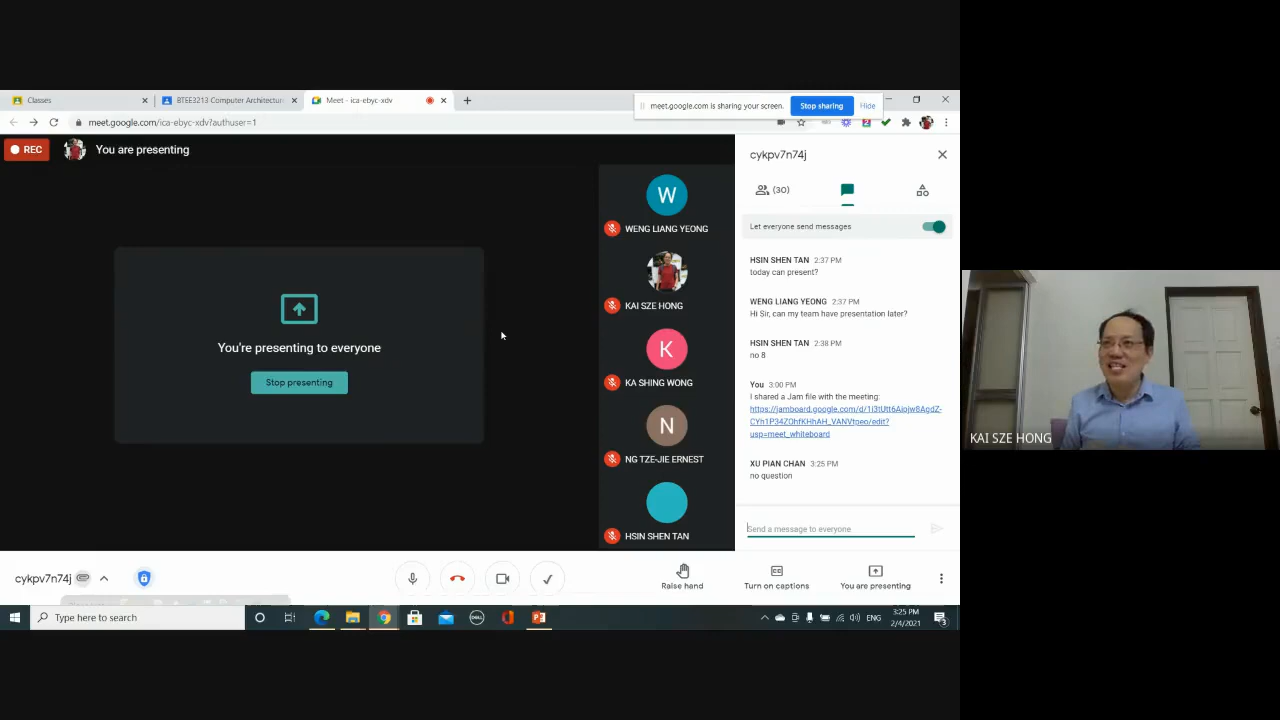 Classes
BTEE3213 Computer Architectur
Meet - ica-ebyc-xdv
meet.google.com is sharing your screen.
Stop sharing
Hide
meet.google.com/ica-ebyc-xdv?authuser=1
REC
You are presenting
cykpv7n74j
(30)
W
WENG LIANG YEONG
Let everyone send messages
HSIN SHEN TAN 2:37 PM
today can present?
WENG LIANG YEONG 2:37 PM
Hi Sir, can my team have presentation later?
KAI SZE HONG
HSIN SHEN TAN 2:38 PM
no 8
You're presenting to everyone
Stop presenting
K
KA SHING WONG
You 3:00 PM
I shared a Jam file with the meeting:
usp=meet_whiteboard
N
NG TZE-JIE ERNEST
XU PIAN CHAN 3:25 PM
no question
HSIN SHEN TAN
Send a message to everyone
KAI SZE HONG
cykpv7n74j
Raise hand
Turn on captions
You are presenting
Type here to search
ENG
3:25 PM
2/4/2021